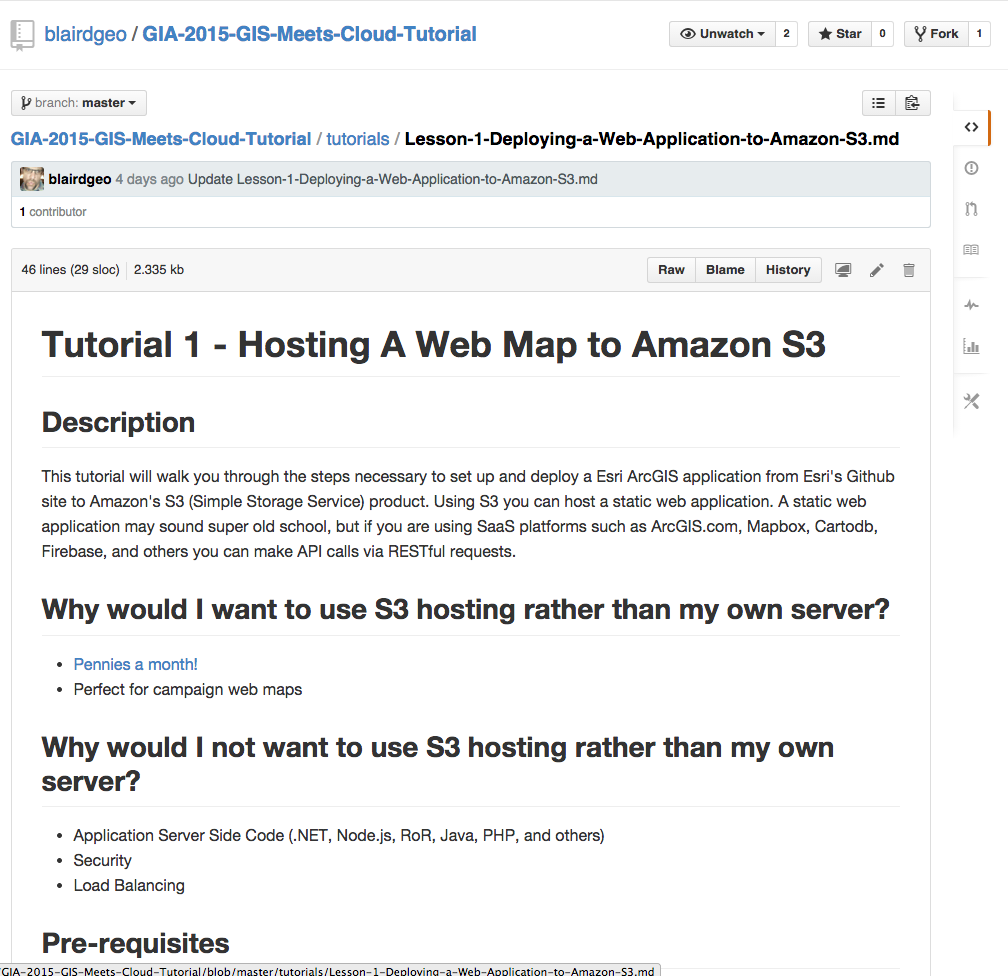 blairdgeo / GIA-2015-GIS-Meets-Cloud-Tutorial
Unwatch 2 Star 0 Fork 1
branch: master
GIA-2015-GIS-Meets-Cloud-Tutorial / tutorials / Lesson-1-Deploying-a-Web-Application-to-Amazon-S3.md
blairdgeo 4 days ago Update Lesson-1-Deploying-a-Web-Application-to-Amazon-S3.md
1 contributor
46 lines (29 sloc) 2.335 kb Raw Blame History
Tutorial 1 - Hosting A Web Map to Amazon S3
Description
This tutorial will walk you through the steps necessary to set up and deploy a Esri ArcGIS application from Esri's Github
site to Amazon's S3 (Simple Storage Service) product. Using S3 you can host a static web application. A static web
application may sound super old school, but if you are using SaaS platforms such as ArcGIS.com, Mapbox, Cartodb,
Firebase, and others you can make API calls via RESTful requests.
Why would I want to use S3 hosting rather than my own server?
• Pennies a month!
• Perfect for campaign web maps
Why would I not want to use S3 hosting rather than my own
server?
• Application Server Side Code (.NET, Node.js, RoR, Java, PHP, and others)
• Security
• Load Balancing
Pre-requisites
/GIA-2015-GIS-Meets-Cloud-Tutorial/blob/master/tutorials/Lesson-1-Deploying-a-Web-Application-to-Amazon-S3.md